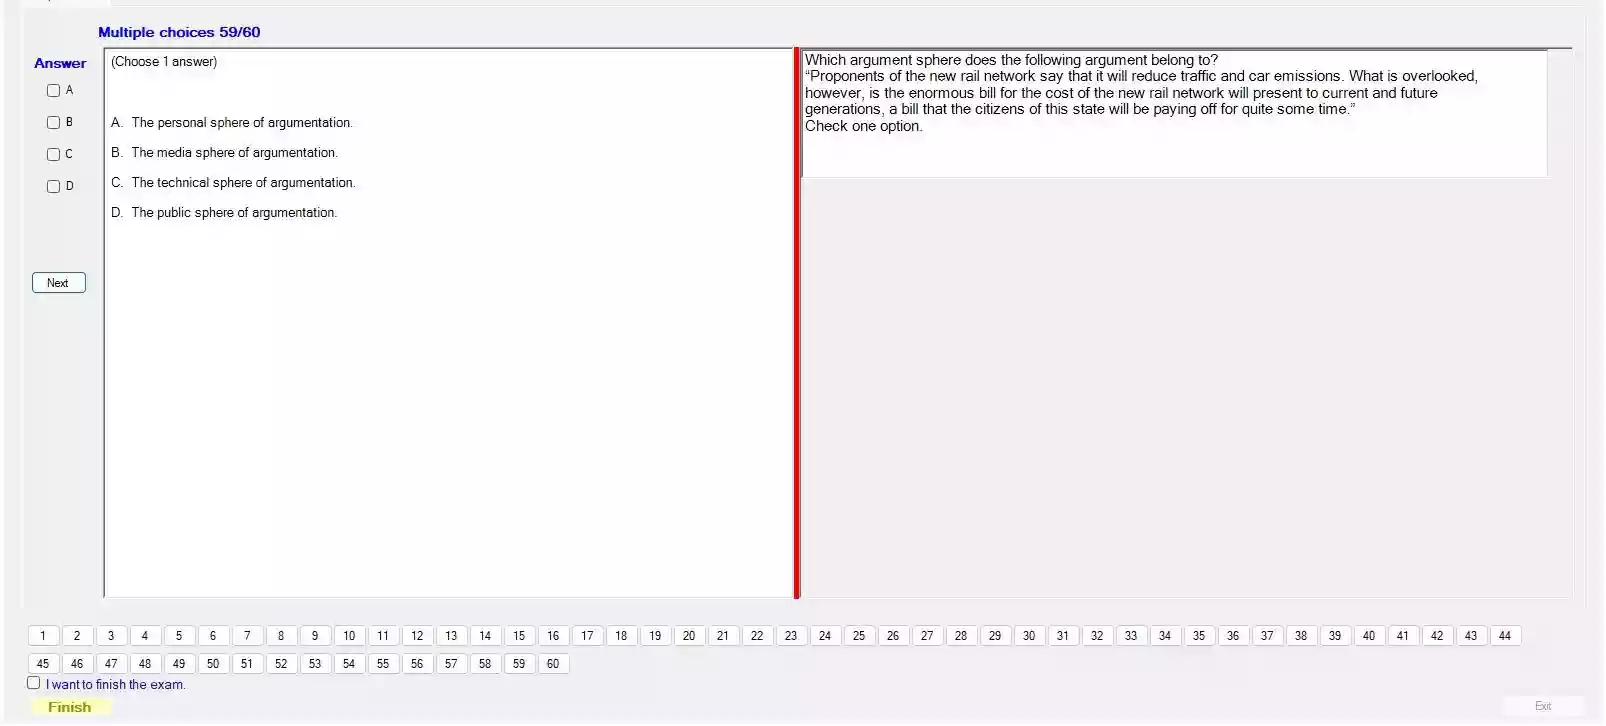 Multiple choices 59/60
Answer
A
B
C
D
Next
(Choose 1 answer)
A. The personal sphere of argumentation.
B. The media sphere of argumentation.
C. The technical sphere of argumentation.
D. The public sphere of argumentation.
Which argument sphere does the following argument belong to?
“Proponents of the new rail network say that it will reduce traffic and car emissions. What is overlooked,
however, is the enormous bill for the cost of the new rail network will present to current and future
generations, a bill that the citizens of this state will be paying off for quite some time.”
Check one option.
1 2 3 4 5 6 7 8 9 10 11 12 13 14 15 16 17 18 19 20 21 22 23 24 25 26 27 28 29 30 31 32 33 34 35 36 37 38 39 40 41 42 43 44
45 46 47 48 49 50 51 52 53 54 55 56 57 58 59 60
I want to finish the exam.
Finish
Exit